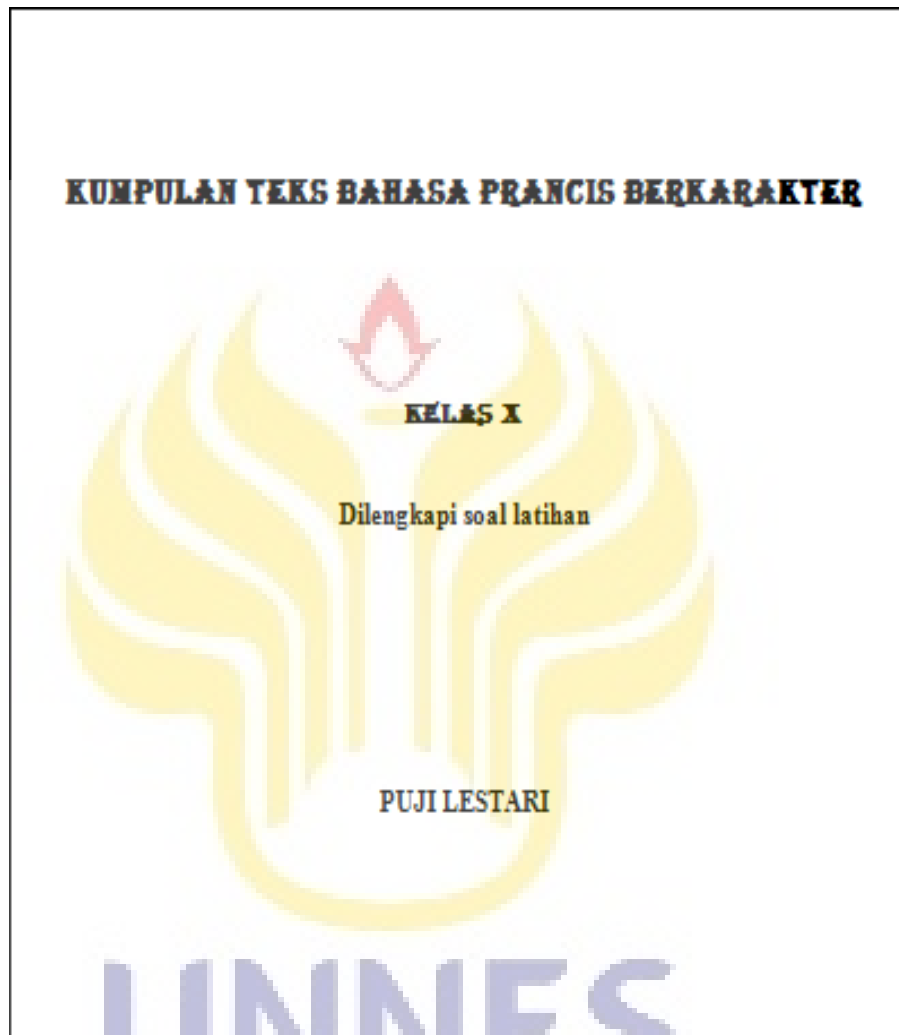 KUMPULAN TEKS BAHASA PRANCIS BERKARAKTER
KELAS X
Dilengkapi soal latihan
PUJI LESTARI
UNNES